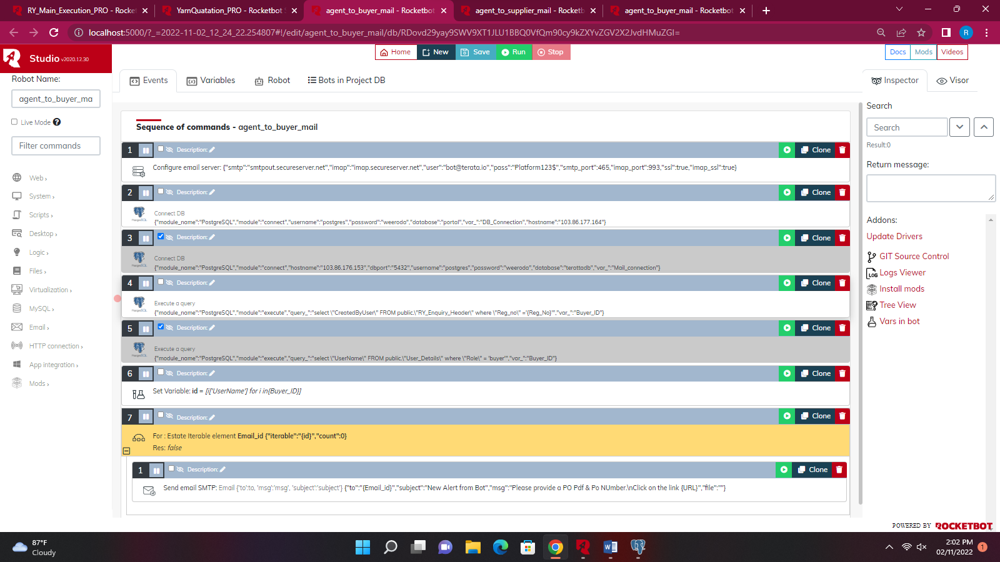 RY_Main_Execution_PRO - Rocket
YarnQuatation_PRO - Rocketbot S
agent_to_buyer_mail - Rocketbot
agent_to_supplier_mail - Rocketb
agent_to_buyer_mail - Rocketbot
localhost:5000/?_=2022-11-02_12_24_22.254807#!/edit/agent_to_buyer_mail/db/RDovd29yay9SWV9XT1JLU1BBQ0VfQm90cy9kZXYvZGV2X2JvdHMuZGI=
R
Studio v2020.12.30
Home New Save Run Stop
Docs Mods Videos
Robot Name:
agent_to_buyer_ma
Live Mode ?
Filter commands
Web ›
System ›
Scripts ›
Desktop ›
Logic ›
Files ›
Virtualization ›
MySQL ›
Email ›
HTTP connection ›
App integration ›
Mods ›
Events Variables Robot Bots in Project DB
Sequence of commands - agent_to_buyer_mail
1 Description: Clone
Configure email server: {"smtp":"smtpout.secureserver.net","imap":"imap.secureserver.net","user":"bot@terata.io","pass":"Platform123$","smtp_port":465,"imap_port":993,"ssl":true,"imap_ssl":true}
2 Description: Clone
Connect DB
{"module_name":"PostgreSQL","module":"connect","username":"postgres","password":"weeroda","database":"portal","var_":"DB_Connection","hostname":"103.86.177.164"}
3 Description: Clone
Connect DB
{"module_name":"PostgreSQL","module":"connect","hostname":"103.86.176.153","dbport":"5432","username":"postgres","password":"weeroda","database":"terattadb","var_":"Mail_connection"}
4 Description: Clone
Execute a query
{"module_name":"PostgreSQL","module":"execute","query_":"select \"CreatedByUser\" FROM public.\"RY_Enquiry_Header\" where \"Reg_no\" ='{Reg_No}'","var_":"Buyer_ID"}
5 Description: Clone
Execute a query
{"module_name":"PostgreSQL","module":"execute","query_":"select \"UserName\" FROM public.\"User_Details\" where \"Role\" = 'buyer'","var_":"Buyer_ID"}
6 Description: Clone
Set Variable: id = [i['UserName'] for i in{Buyer_ID}]
7 Description: Clone
For : Estate Iterable element Email_id {"iterable":"{id}","count":0}
Res: false
1 Description: Clone
Send email SMTP: Email {'to':to, 'msg':'msg', 'subject':'subject'} {"to":"{Email_id}","subject":"New Alert from Bot","msg":"Please provide a PO Pdf & Po NUmber.\nClick on the link {URL}","file":""}
Inspector Visor
Search
Search
Result:0
Return message:
Addons:
Update Drivers
GIT Source Control
LOG Logs Viewer
Install mods
Tree View
Vars in bot
POWERED BY ROCKETBOT
87°F
Cloudy
2:02 PM
02/11/2022
1